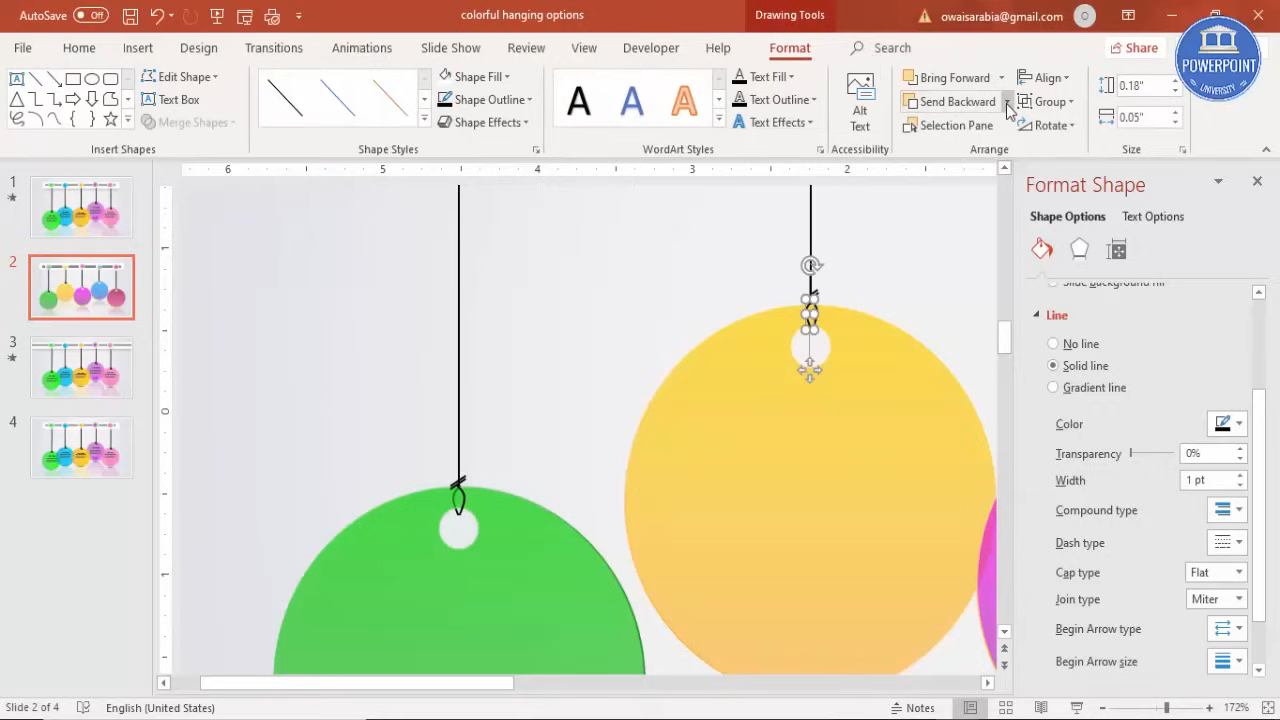 AutoSave Off colorful hanging options Drawing Tools owaisarabia@gmail.com O
File Home Insert Design Transitions Animations Slide Show Review View Developer Help Format Search Share
POWERPOINT
UNIVERSITY
Edit Shape
Text Box
Merge Shapes
Insert Shapes
Shape Fill
Shape Outline
Shape Effects
Shape Styles
A A A
Text Fill
Text Outline
Text Effects
WordArt Styles
Alt
Text
Accessibility
Bring Forward Align
Send Backward Group
Selection Pane Rotate
Arrange
0.18"
0.05"
Size
6 5 4 3 2
1
0
1
1
2
3
4
Format Shape
Shape Options Text Options
Line
No line
Solid line
Gradient line
Color
Transparency 0%
Width 1 pt
Compound type
Dash type
Cap type Flat
Join type Miter
Begin Arrow type
Begin Arrow size
Slide 2 of 4 English (United States) Notes 172%